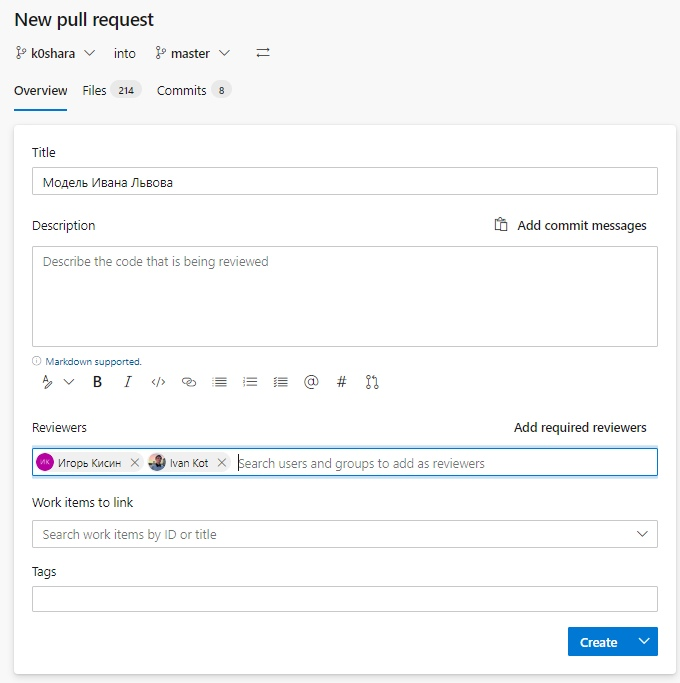 New pull request
k0shara into master
Overview Files 214 Commits 8
Title
Модель Ивана Львова
Description Add commit messages
Describe the code that is being reviewed
Markdown supported.
B I </> @ #
Reviewers Add required reviewers
ИК Игорь Кисин Ivan Kot Search users and groups to add as reviewers
Work items to link
Search work items by ID or title
Tags
Create